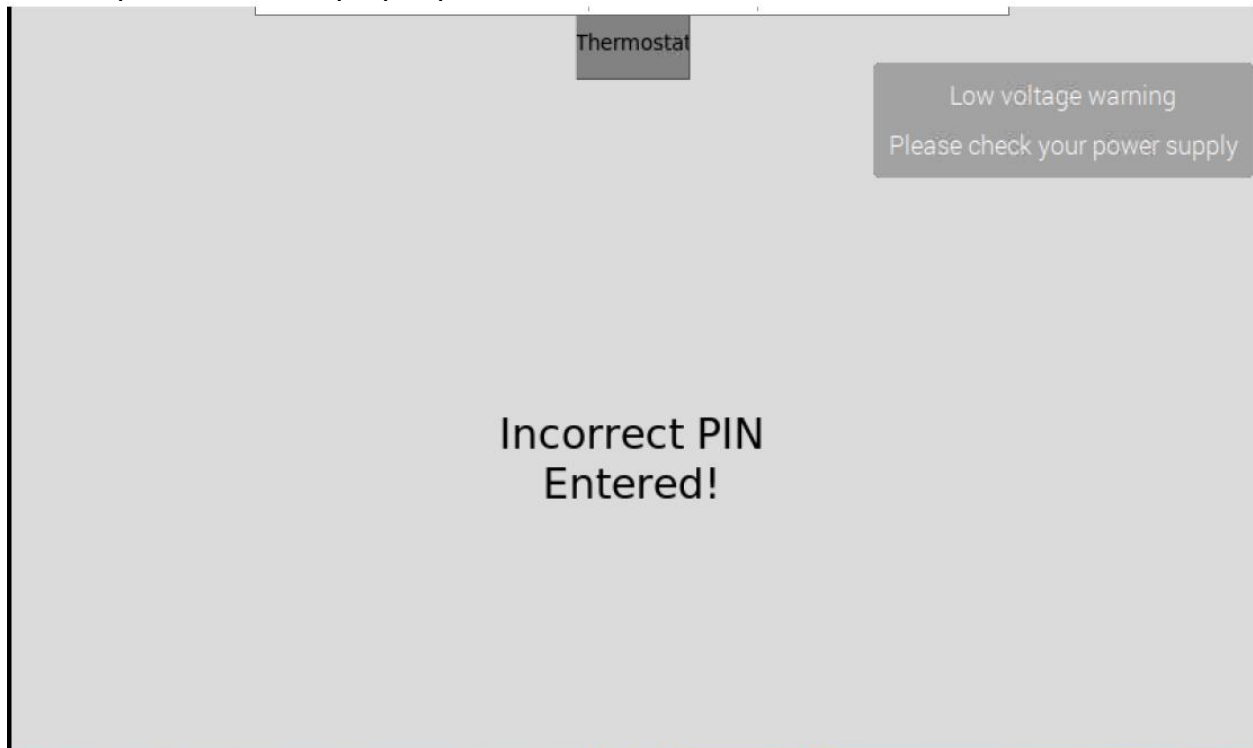 Thermostat
Low voltage warning
Please check your power supply
Incorrect PIN
Entered!